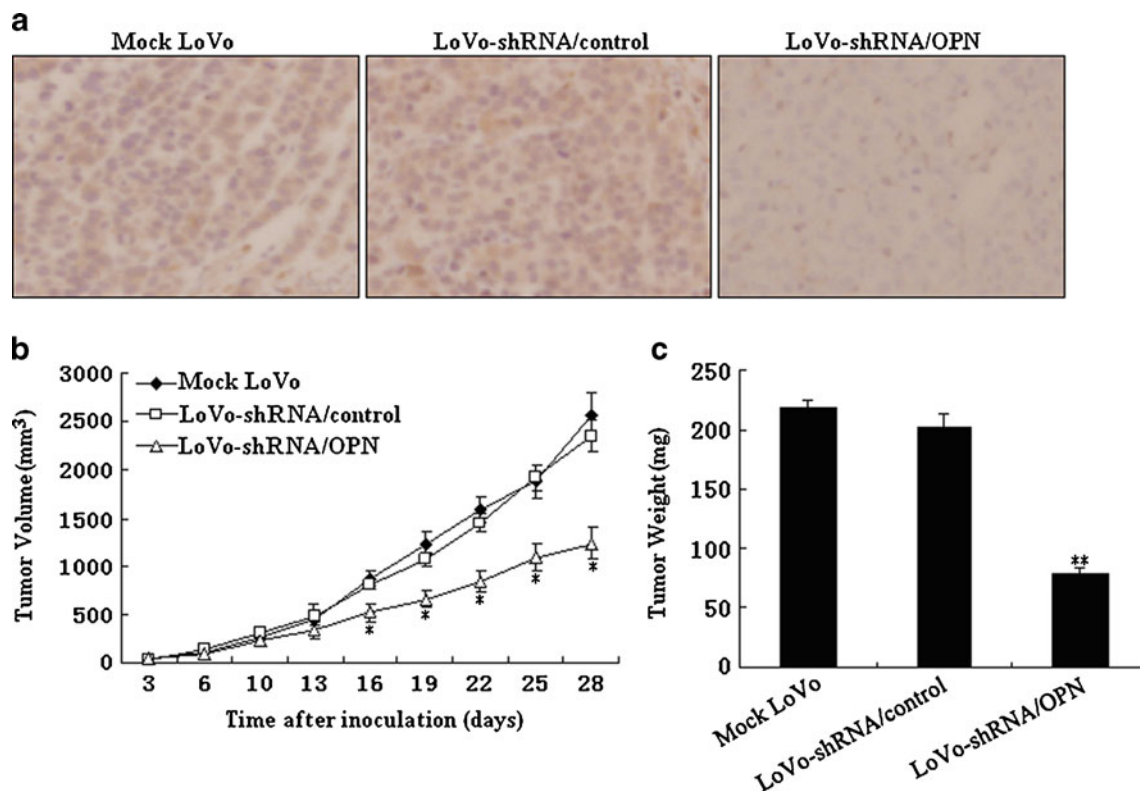 a
Mock LoVo LoVo-shRNA/control LoVo-shRNA/OPN
b
Tumor Volume (mm³)
3000
2500
2000
1500
1000
500
0
Mock LoVo
LoVo-shRNA/control
LoVo-shRNA/OPN
* * * * *
3 6 10 13 16 19 22 25 28
Time after inoculation (days)
c
Tumor Weight (mg)
250
200
150
100
50
0
**
Mock LoVo
LoVo-shRNA/control
LoVo-shRNA/OPN